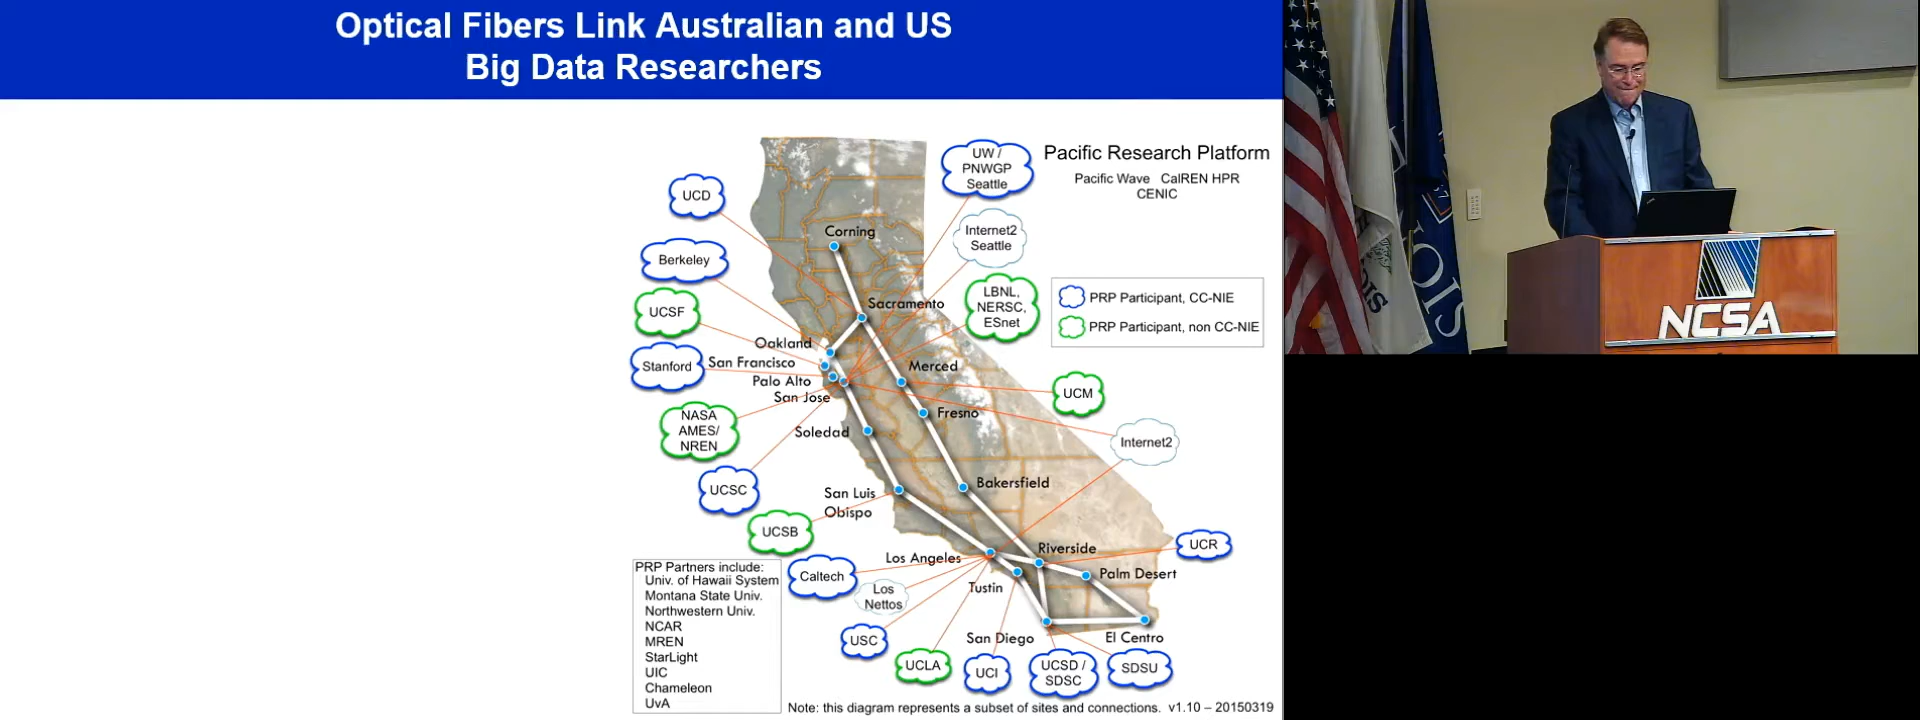 Optical Fibers Link Australian and US
Big Data Researchers
Pacific Research Platform
Pacific Wave CalREN HPR
CENIC
UW /
PNWGP
Seattle
UCD
Internet2
Seattle
Corning
Berkeley
LBNL,
NERSC,
ESnet
PRP Participant, CC-NIE
PRP Participant, non CC-NIE
Sacramento
UCSF
Oakland
San Francisco
Stanford
Merced
Palo Alto
San Jose
UCM
NASA
AMES/
NREN
Fresno
Soledad
Internet2
UCSC
Bakersfield
San Luis
Obispo
UCSB
UCR
Riverside
Los Angeles
Palm Desert
Caltech
Tustin
Los
Nettos
PRP Partners include:
Univ. of Hawaii System
Montana State Univ.
Northwestern Univ.
NCAR
MREN
StarLight
UIC
Chameleon
UvA
USC
San Diego
El Centro
UCLA
UCI
UCSD /
SDSC
SDSU
Note: this diagram represents a subset of sites and connections. v1.10 – 20150319
NCSA